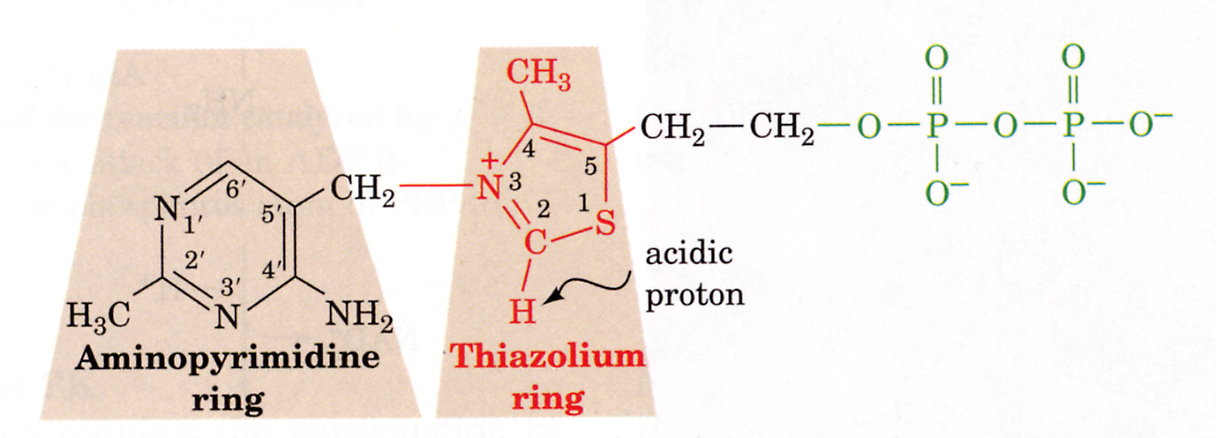 CH₃
CH₂—CH₂—O—P—O—P—O⁻
O
O
O⁻
O⁻
4
5
+
N
3
2
1
S
C
H
CH₂
N
6′
1′
5′
2′
4′
3′
N
H₃C
NH₂
acidic
proton
Aminopyrimidine
ring
Thiazolium
ring